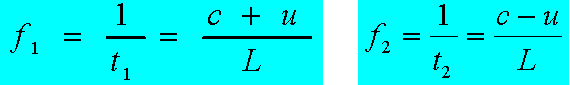 f₁ = 1/t₁ = (c + u)/L
f₂ = 1/t₂ = (c − u)/L